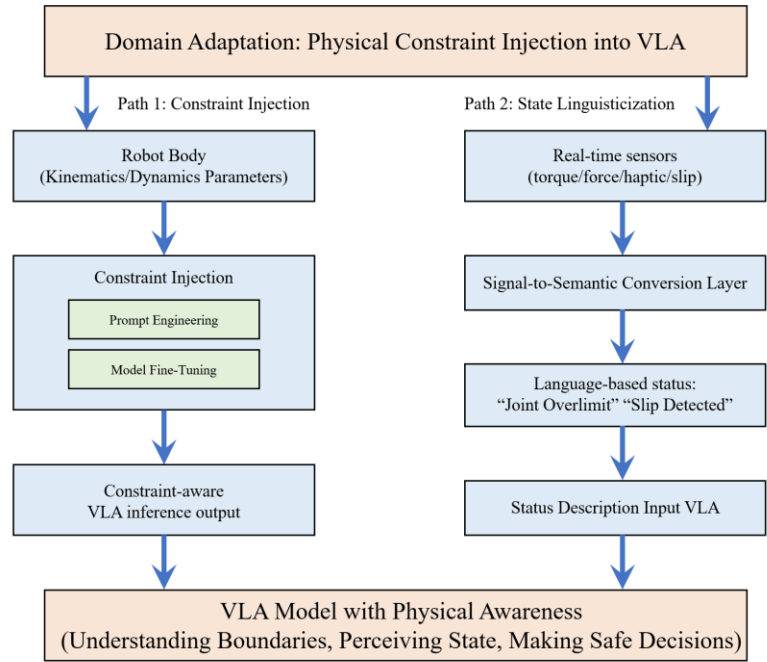 Domain Adaptation: Physical Constraint Injection into VLA
Path 1: Constraint Injection
Robot Body
(Kinematics/Dynamics Parameters)
Constraint Injection
Prompt Engineering
Model Fine-Tuning
Constraint-aware
VLA inference output
Path 2: State Linguisticization
Real-time sensors
(torque/force/haptic/slip)
Signal-to-Semantic Conversion Layer
Language-based status:
“Joint Overlimit” “Slip Detected”
Status Description Input VLA
VLA Model with Physical Awareness
(Understanding Boundaries, Perceiving State, Making Safe Decisions)